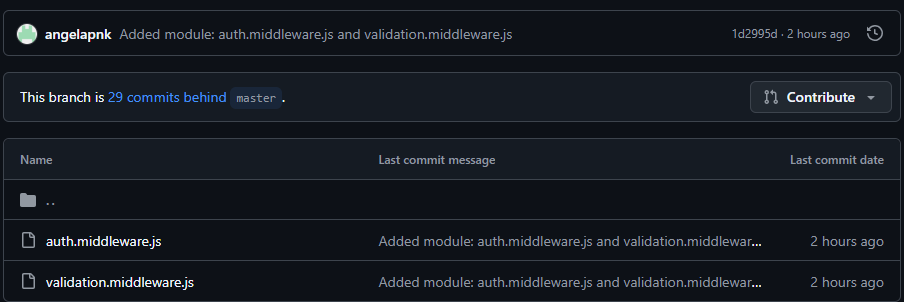 angelapnk Added module: auth.middleware.js and validation.middleware.js 1d2995d · 2 hours ago
This branch is 29 commits behind master . Contribute
Name Last commit message Last commit date
..
auth.middleware.js Added module: auth.middleware.js and validation.middlewar... 2 hours ago
validation.middleware.js Added module: auth.middleware.js and validation.middlewar... 2 hours ago